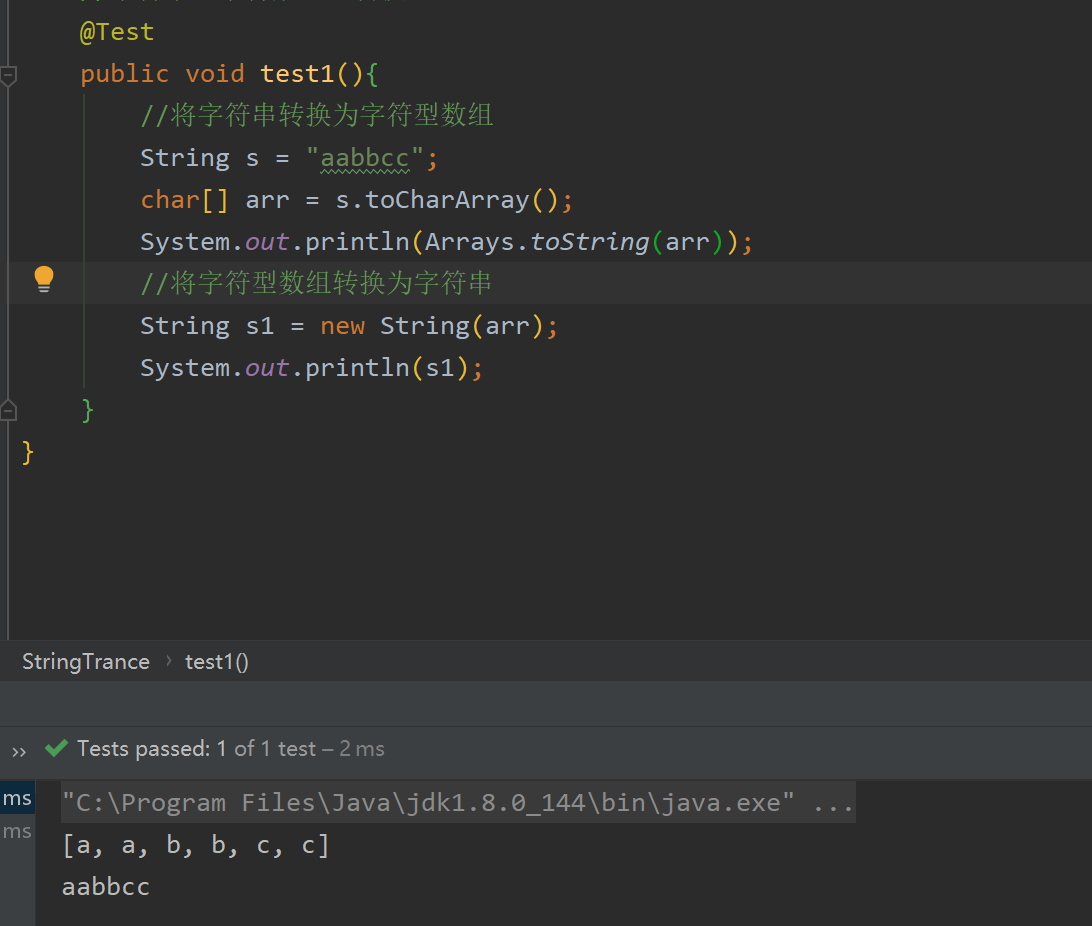 @Test
public void test1(){
//将字符串转换为字符型数组
String s = "aabbcc";
char[] arr = s.toCharArray();
System.out.println(Arrays.toString(arr));
//将字符型数组转换为字符串
String s1 = new String(arr);
System.out.println(s1);
}
}
StringTrance › test1()
›› Tests passed: 1 of 1 test – 2 ms
ms "C:\Program Files\Java\jdk1.8.0_144\bin\java.exe" ...
ms
[a, a, b, b, c, c]
aabbcc